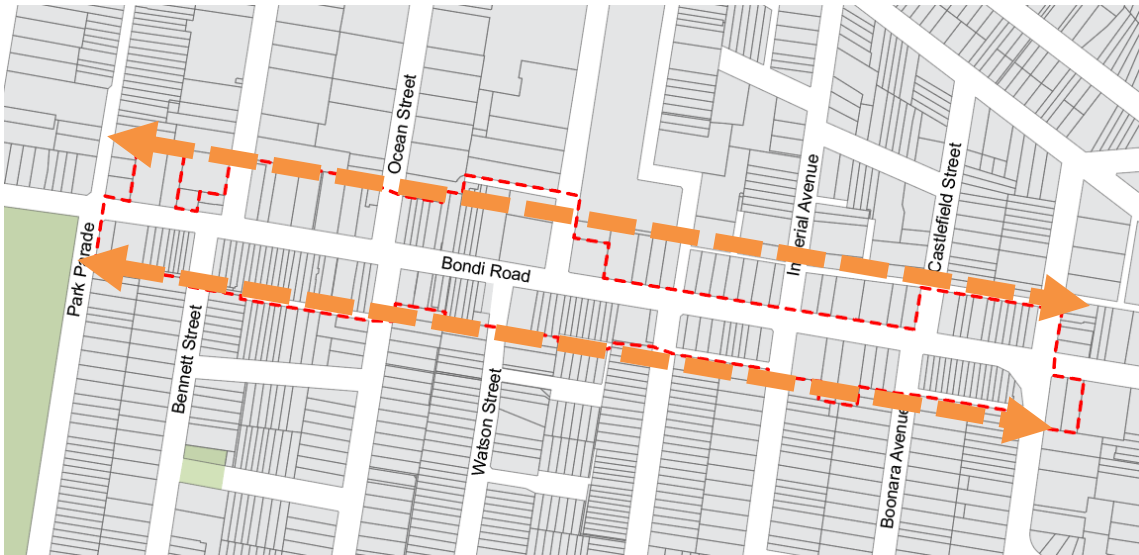 Ocean Street
Imperial Avenue
Castlefield Street
Bondi Road
Park Parade
Bennett Street
Watson Street
Boonara Avenue